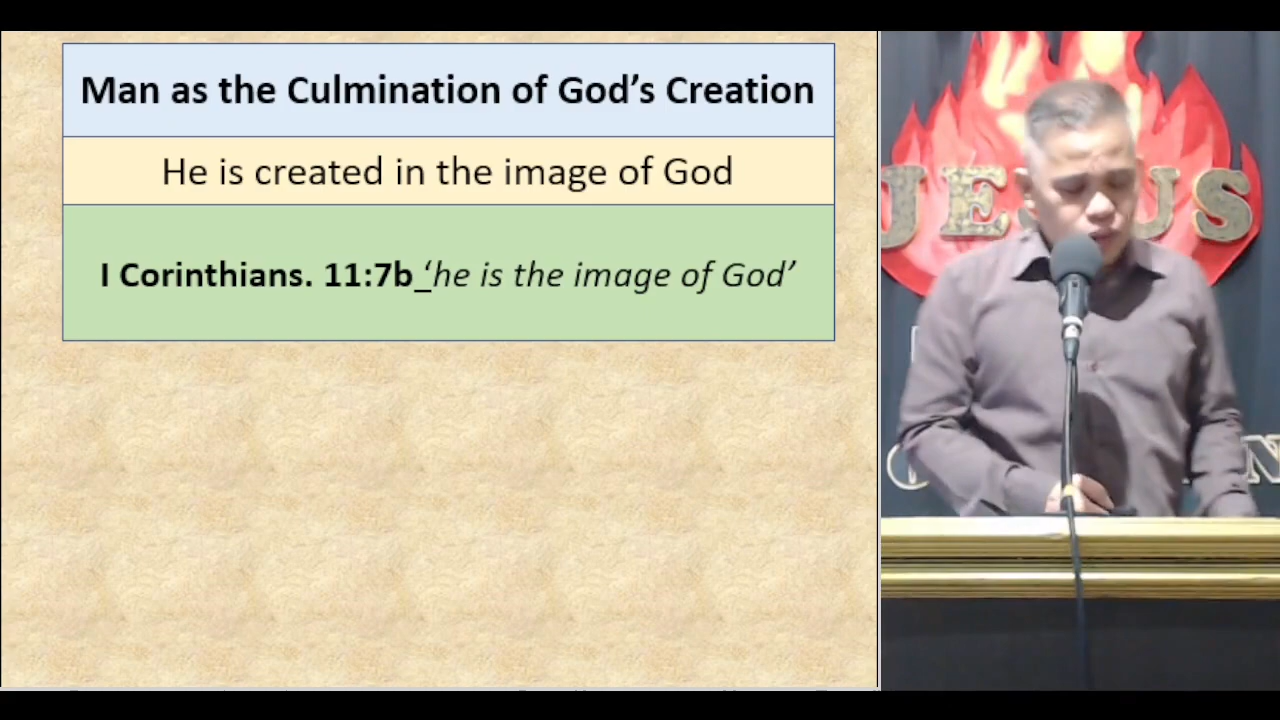 Man as the Culmination of God’s Creation
He is created in the image of God
I Corinthians. 11:7b_‘he is the image of God’
JESUS